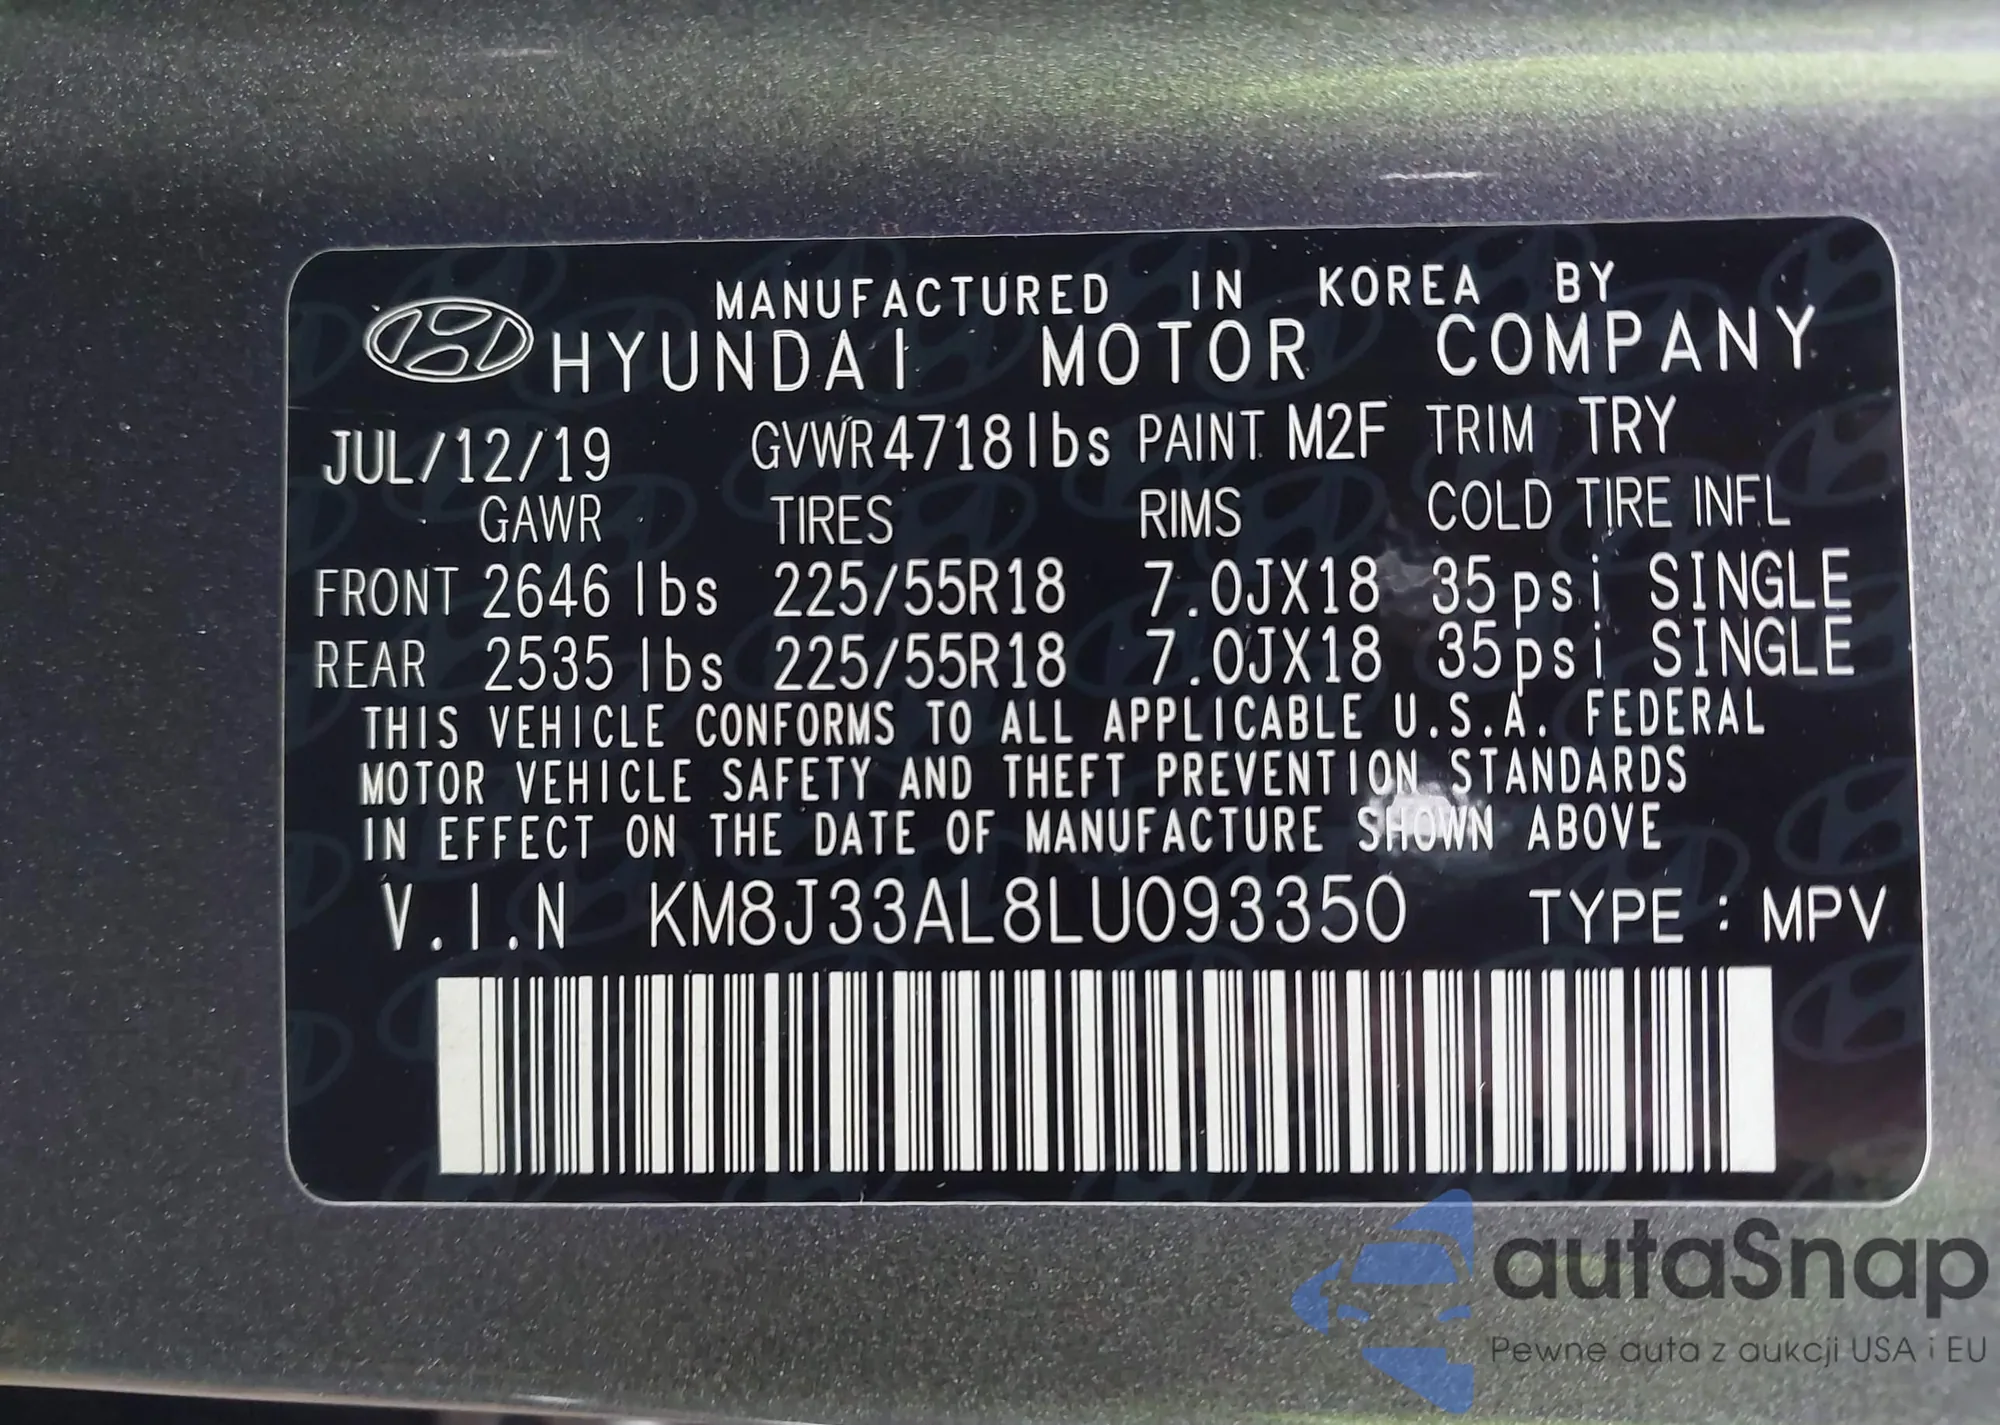 MANUFACTURED IN KOREA BY
HYUNDAI MOTOR COMPANY
JUL/12/19 GVWR 4718lbs PAINT M2F TRIM TRY
GAWR TIRES RIMS COLD TIRE INFL
FRONT 2646 lbs 225/55R18 7.0JX18 35psi SINGLE
REAR 2535 lbs 225/55R18 7.0JX18 35psi SINGLE
THIS VEHICLE CONFORMS TO ALL APPLICABLE U.S.A. FEDERAL
MOTOR VEHICLE SAFETY AND THEFT PREVENTION STANDARDS
IN EFFECT ON THE DATE OF MANUFACTURE SHOWN ABOVE
V.I.N KM8J33AL8LU093350 TYPE : MPV
autaSnap
Pewne auta z aukcji USA i EU